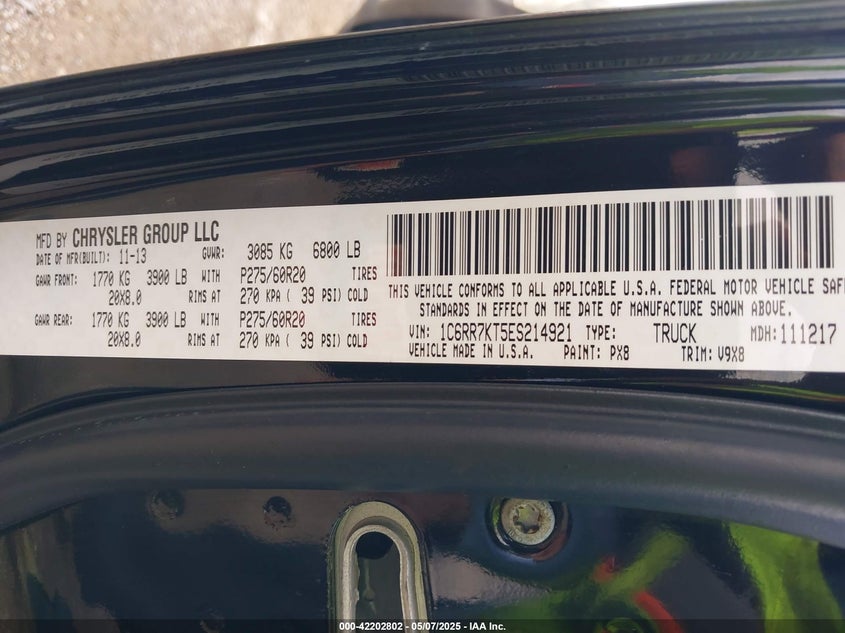 MFD BY CHRYSLER GROUP LLC
DATE OF MFR(BUILT): 11-13 GVWR: 3085 KG 6800 LB
GAWR FRONT: 1770 KG 3900 LB WITH P275/60R20 TIRES
20X8.0 RIMS AT 270 KPA ( 39 PSI) COLD
GAWR REAR: 1770 KG 3900 LB WITH P275/60R20 TIRES
20X8.0 RIMS AT 270 KPA ( 39 PSI) COLD
THIS VEHICLE CONFORMS TO ALL APPLICABLE U.S.A. FEDERAL MOTOR VEHICLE SAF
STANDARDS IN EFFECT ON THE DATE OF MANUFACTURE SHOWN ABOVE.
VIN: 1C6RR7KT5ES214921 TYPE: TRUCK MDH: 111217
VEHICLE MADE IN U.S.A. PAINT: PX8 TRIM: V9X8
000-42202802 - 05/07/2025 - IAA Inc.